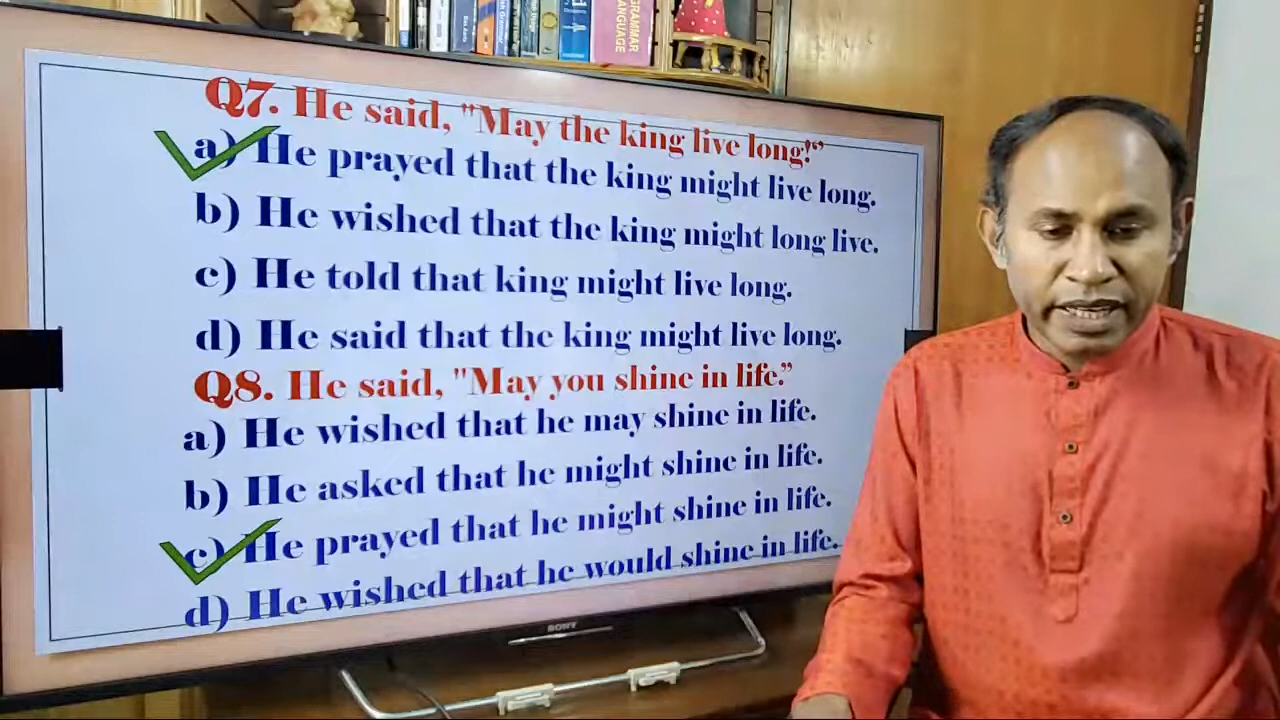 GRAMMAR
LANGUAGE
Q7. He said, "May the king live long!“
a) He prayed that the king might live long.
b) He wished that the king might long live.
c) He told that king might live long.
d) He said that the king might live long.
Q8. He said, "May you shine in life.”
a) He wished that he may shine in life.
b) He asked that he might shine in life.
c) He prayed that he might shine in life.
d) He wished that he would shine in life.
SONY